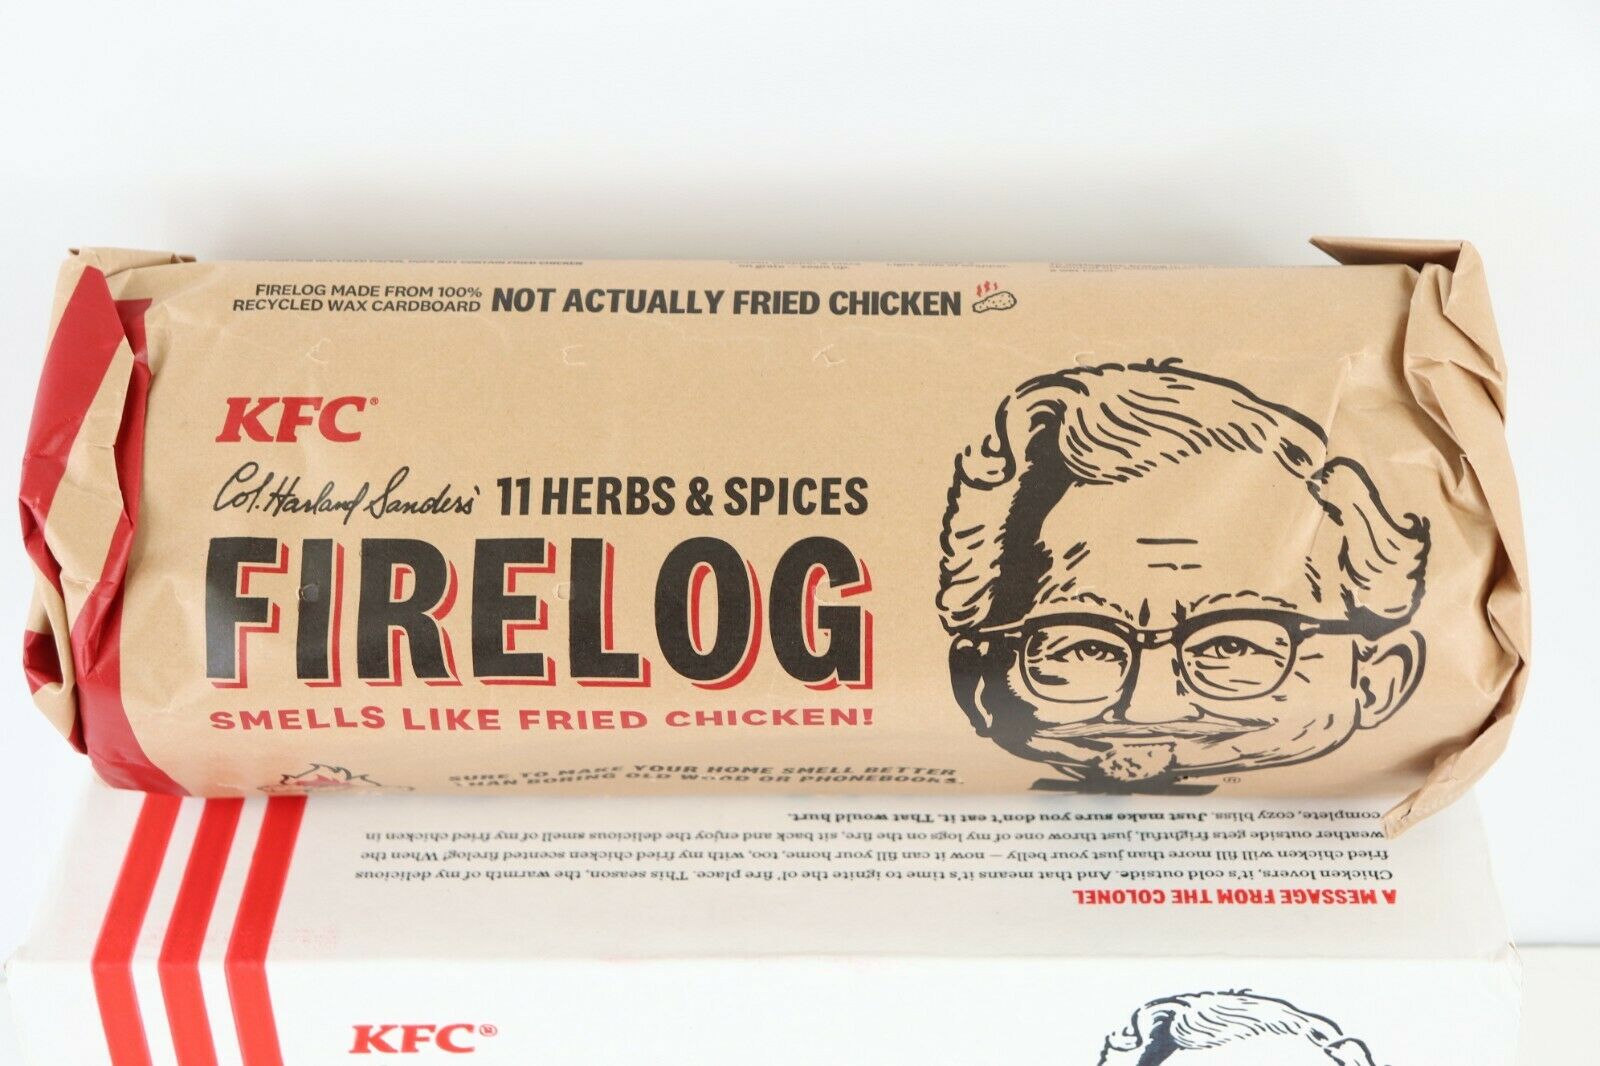 FIRELOG MADE FROM 100%
RECYCLED WAX CARDBOARD
NOT ACTUALLY FRIED CHICKEN
KFC®
Col. Harland Sanders' 11 HERBS & SPICES
FIRELOG
SMELLS LIKE FRIED CHICKEN!
SURE TO MAKE YOUR HOME SMELL BETTER
THAN BORING OLD WOOD OR PHONEBOOKS.
®
A MESSAGE FROM THE COLONEL
Chicken lovers, it's cold outside. And that means it's time to ignite the ol' fire place. This season, the warmth of my delicious
fried chicken will fill more than just your belly – now it can fill your home, too, with my fried chicken scented firelog! When the
weather outside gets frightful, just throw one of my logs on the fire, sit back and enjoy the delicious smell of my fried chicken in
complete, cozy bliss. Just make sure you don't eat it. That would hurt.
KFC®